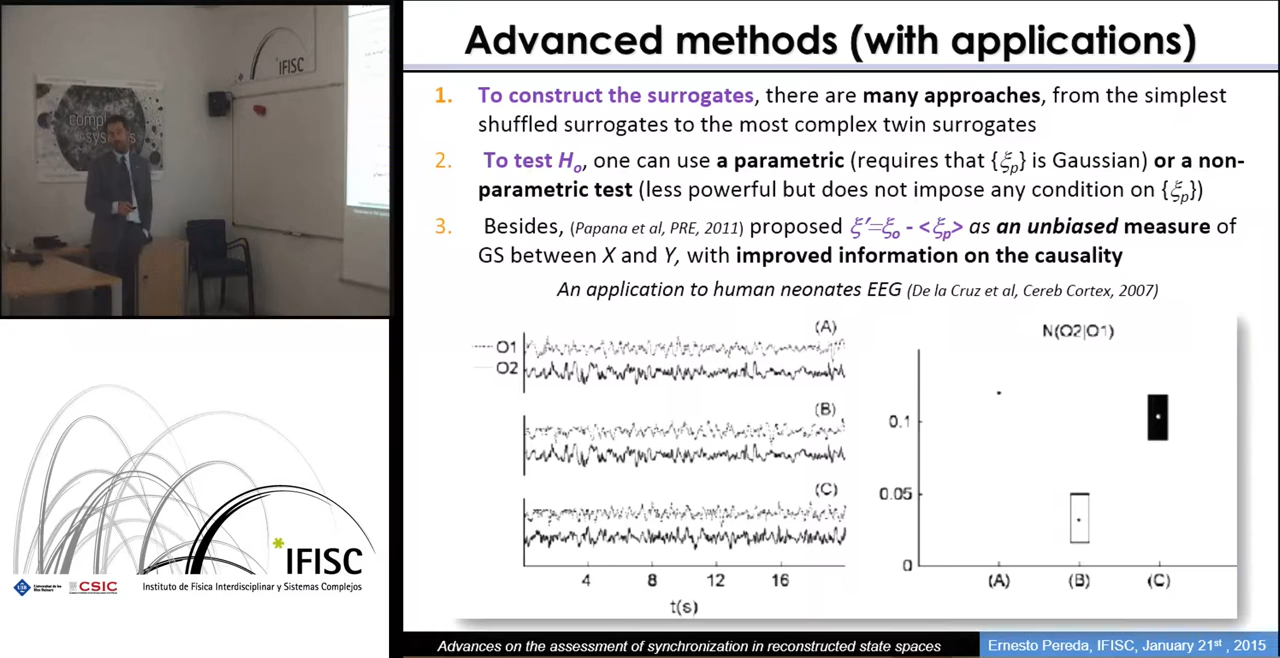 IFISC
complex
systems
*IFISC
CSIC
Instituto de Física Interdisciplinar y Sistemas Complejos
Advanced methods (with applications)
1. To construct the surrogates, there are many approaches, from the simplest
shuffled surrogates to the most complex twin surrogates
2. To test Ho, one can use a parametric (requires that {ξp} is Gaussian) or a non-
parametric test (less powerful but does not impose any condition on {ξp})
3. Besides, (Papana et al, PRE, 2011) proposed ξ'=ξo - <ξp> as an unbiased measure of
GS between X and Y, with improved information on the causality
An application to human neonates EEG (De la Cruz et al, Cereb Cortex, 2007)
(A)
O1
O2
(B)
(C)
4 8 12 16
t(s)
N(O2|O1)
0.1
0.05
0
(A) (B) (C)
Advances on the assessment of synchronization in reconstructed state spaces
Ernesto Pereda, IFISC, January 21st, 2015